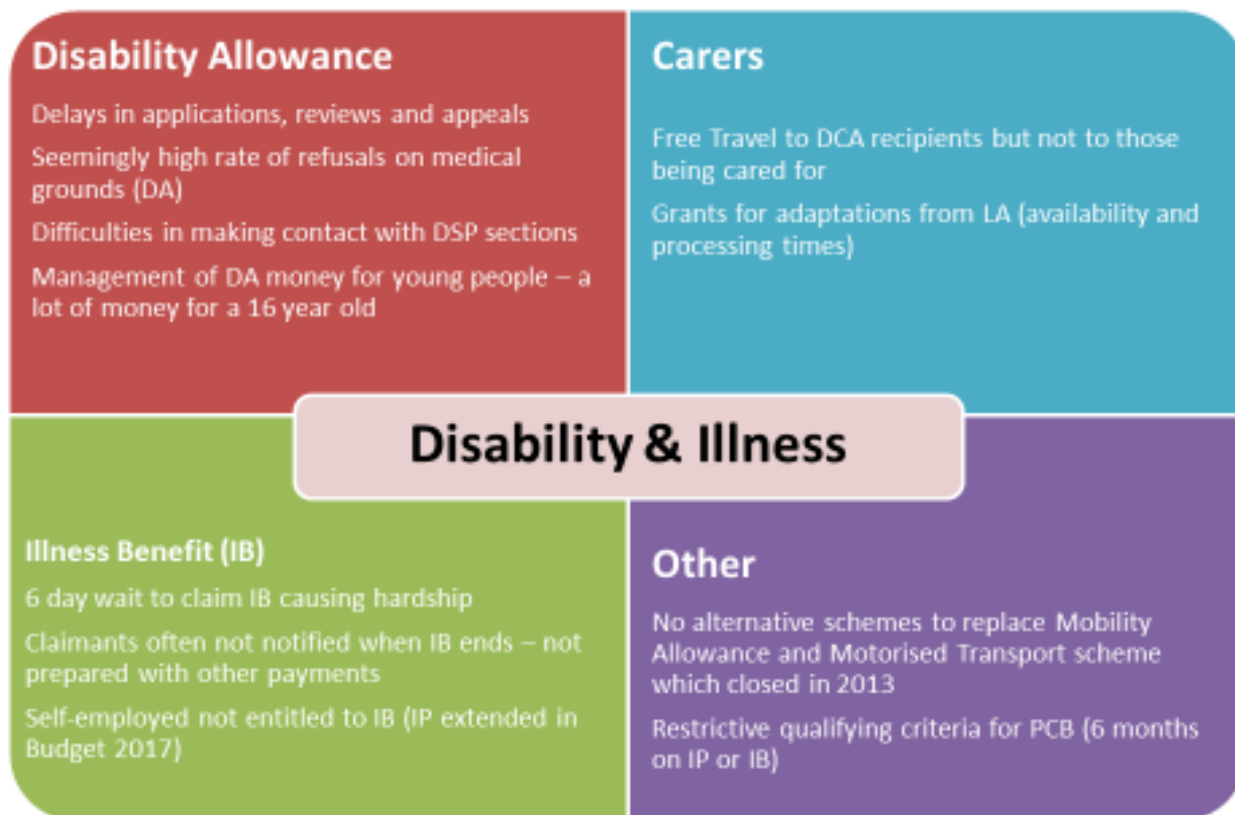 Disability Allowance
Delays in applications, reviews and appeals
Seemingly high rate of refusals on medical
grounds (DA)
Difficulties in making contact with DSP sections
Management of DA money for young people – a
lot of money for a 16 year old
Carers
Free Travel to DCA recipients but not to those
being cared for
Grants for adaptations from LA (availability and
processing times)
Disability & Illness
Illness Benefit (IB)
6 day wait to claim IB causing hardship
Claimants often not notified when IB ends – not
prepared with other payments
Self-employed not entitled to IB (IP extended in
Budget 2017)
Other
No alternative schemes to replace Mobility
Allowance and Motorised Transport scheme
which closed in 2013
Restrictive qualifying criteria for PCB (6 months
on IP or IB)